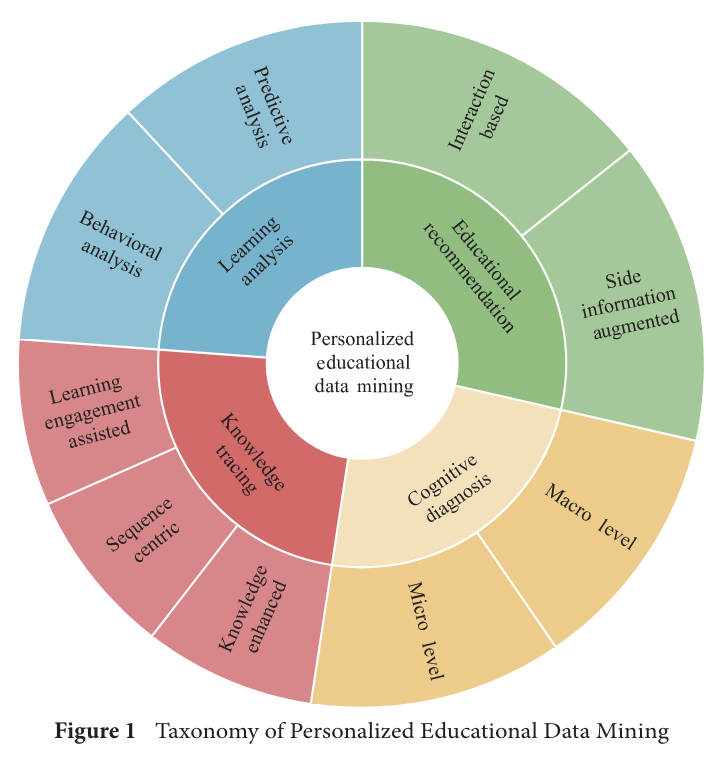 Predictive
analysis
Interaction
based
Behavioral
analysis
Learning
analysis
Educational
recommendation
Side
information
augmented
Personalized
educational
data mining
Learning
engagement
assisted
Knowledge
tracing
Cognitive
diagnosis
Macro level
Sequence
centric
Knowledge
enhanced
Micro level
Figure 1 Taxonomy of Personalized Educational Data Mining